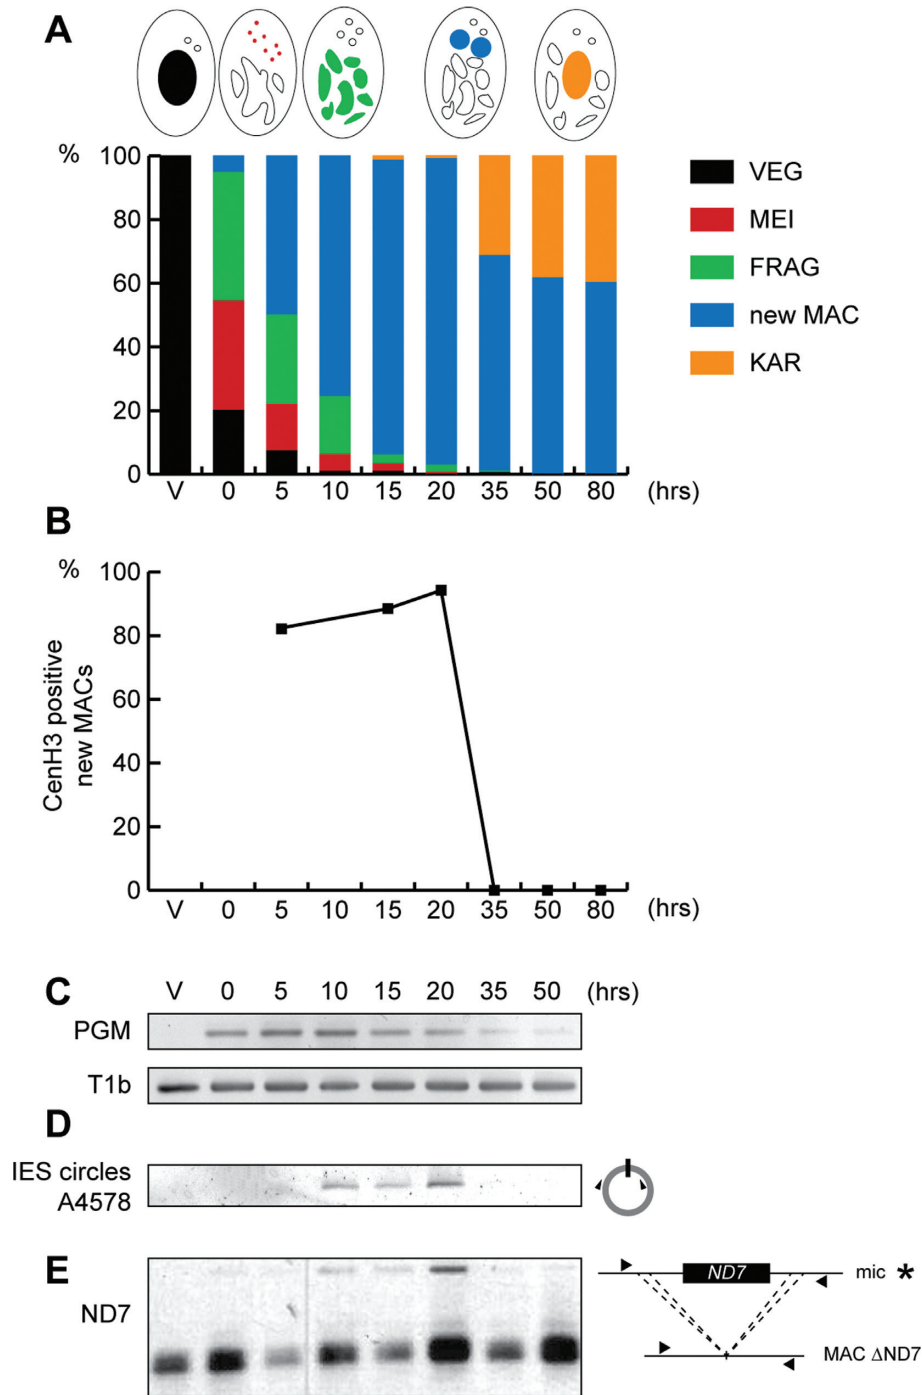 A
%
100
80
60
40
20
0
V 0 5 10 15 20 35 50 80 (hrs)
VEG
MEI
FRAG
new MAC
KAR
B
%
100
80
60
40
20
0
CenH3 positive
new MACs
V 0 5 10 15 20 35 50 80 (hrs)
C
V 0 5 10 15 20 35 50 (hrs)
PGM
T1b
D
IES circles
A4578
E
ND7
ND7
mic *
MAC ΔND7